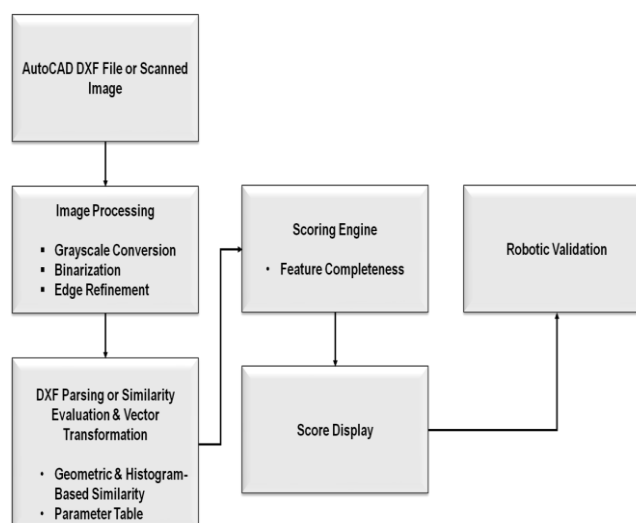 AutoCAD DXF File or Scanned
Image
Image Processing
▪ Grayscale Conversion
▪ Binarization
▪ Edge Refinement
DXF Parsing or Similarity
Evaluation & Vector
Transformation
• Geometric & Histogram-
Based Similarity
• Parameter Table
Scoring Engine
• Feature Completeness
Score Display
Robotic Validation